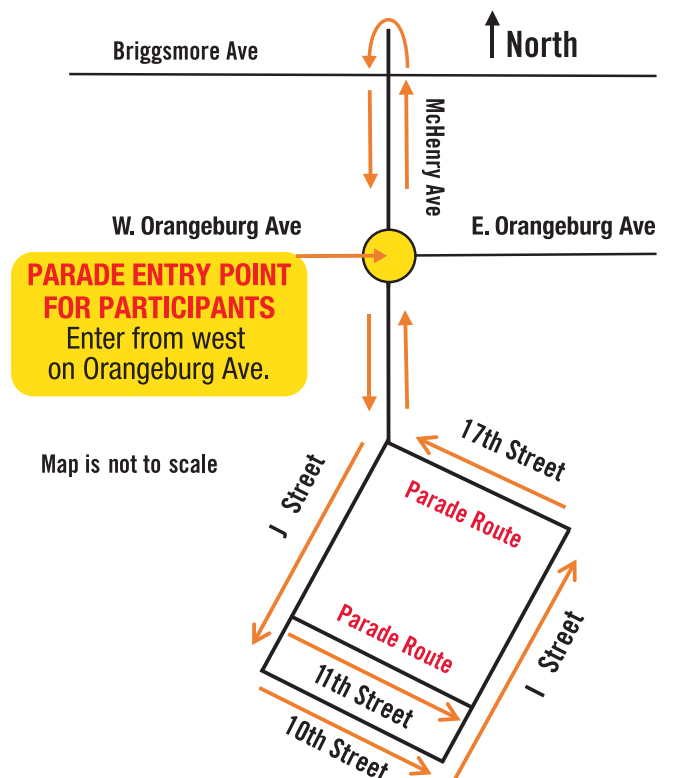 North
Briggsmore Ave
McHenry Ave
W. Orangeburg Ave
E. Orangeburg Ave
PARADE ENTRY POINT
FOR PARTICIPANTS
Enter from west
on Orangeburg Ave.
Map is not to scale
17th Street
J Street
Parade Route
Parade Route
I Street
11th Street
10th Street